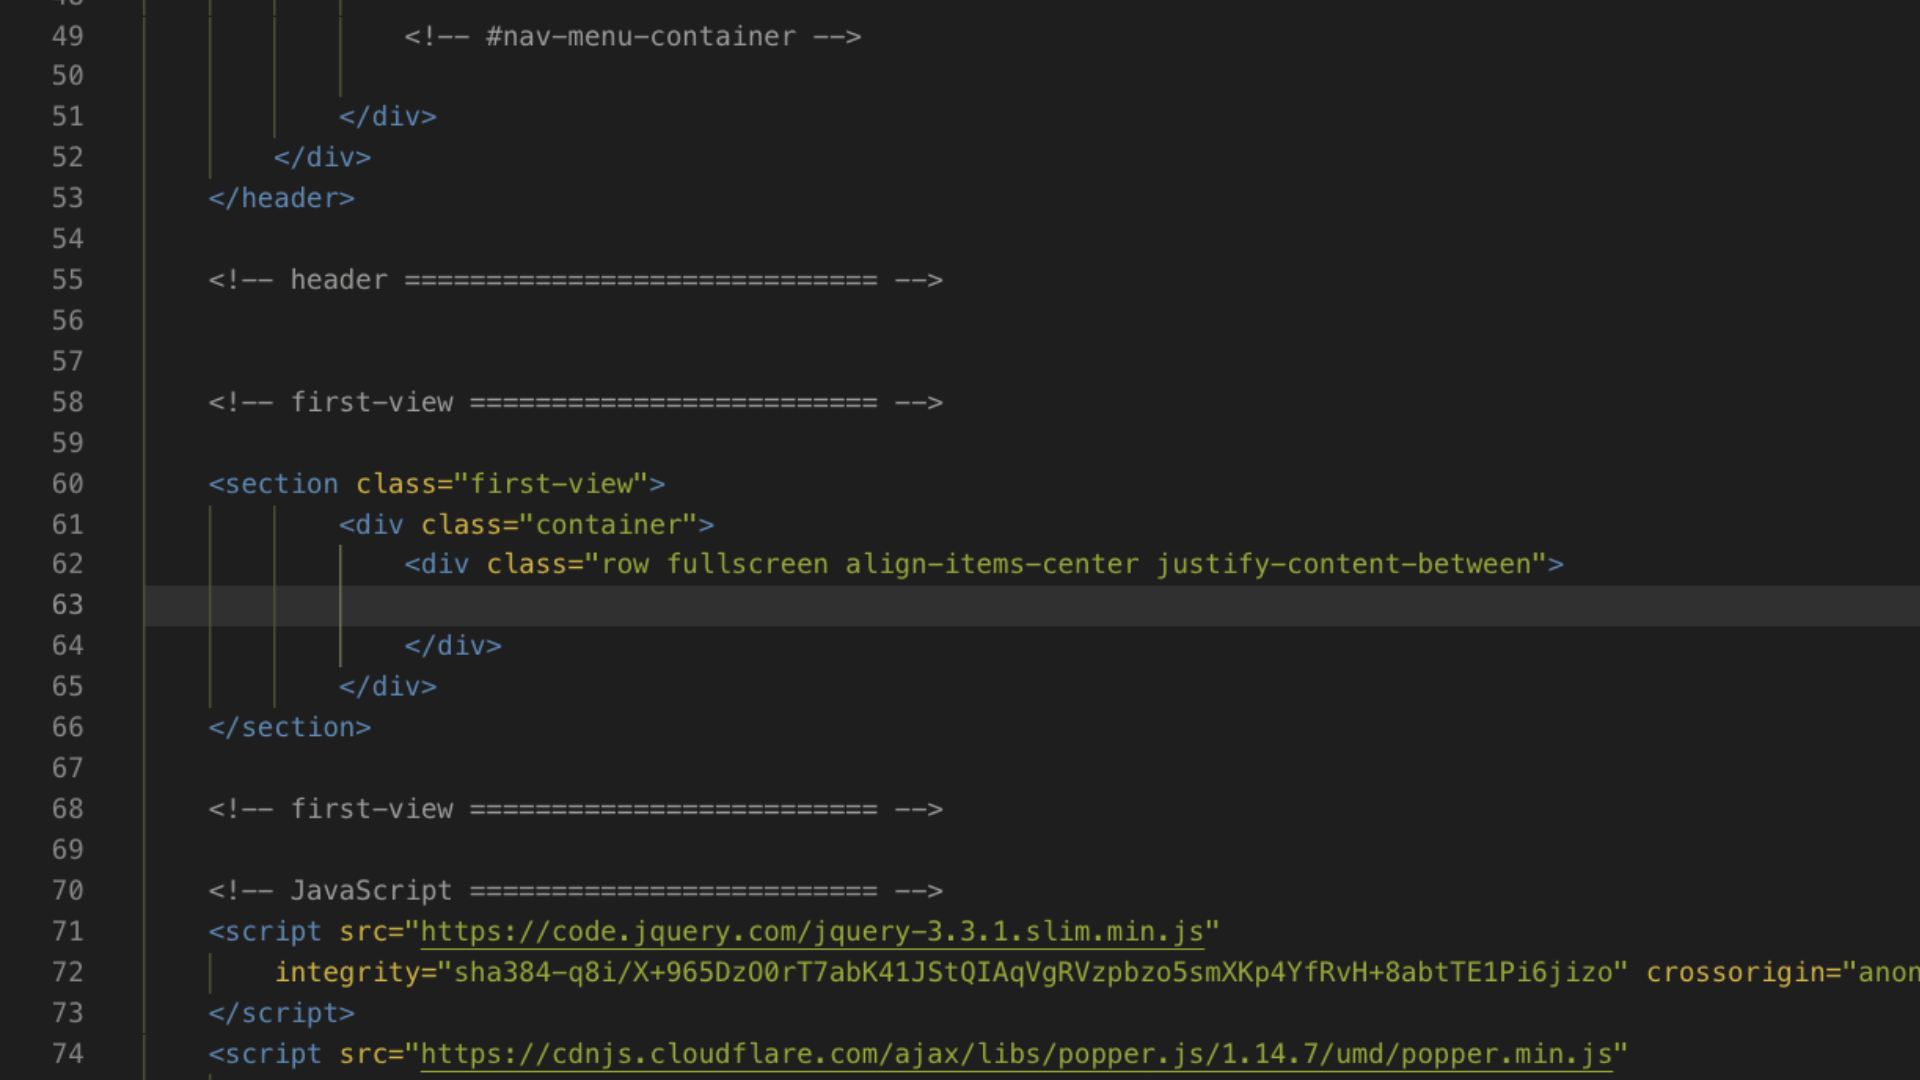 49 <!-- #nav-menu-container -->
50
51 </div>
52 </div>
53 </header>
54
55 <!-- header ============================= -->
56
57
58 <!-- first-view ========================= -->
59
60 <section class="first-view">
61 <div class="container">
62 <div class="row fullscreen align-items-center justify-content-between">
63
64 </div>
65 </div>
66 </section>
67
68 <!-- first-view ========================= -->
69
70 <!-- JavaScript ========================= -->
71 <script src="https://code.jquery.com/jquery-3.3.1.slim.min.js"
72 integrity="sha384-q8i/X+965DzO0rT7abK41JStQIAqVgRVzpbzo5smXKp4YfRvH+8abtTE1Pi6jizo" crossorigin="anon
73 </script>
74 <script src="https://cdnjs.cloudflare.com/ajax/libs/popper.js/1.14.7/umd/popper.min.js"